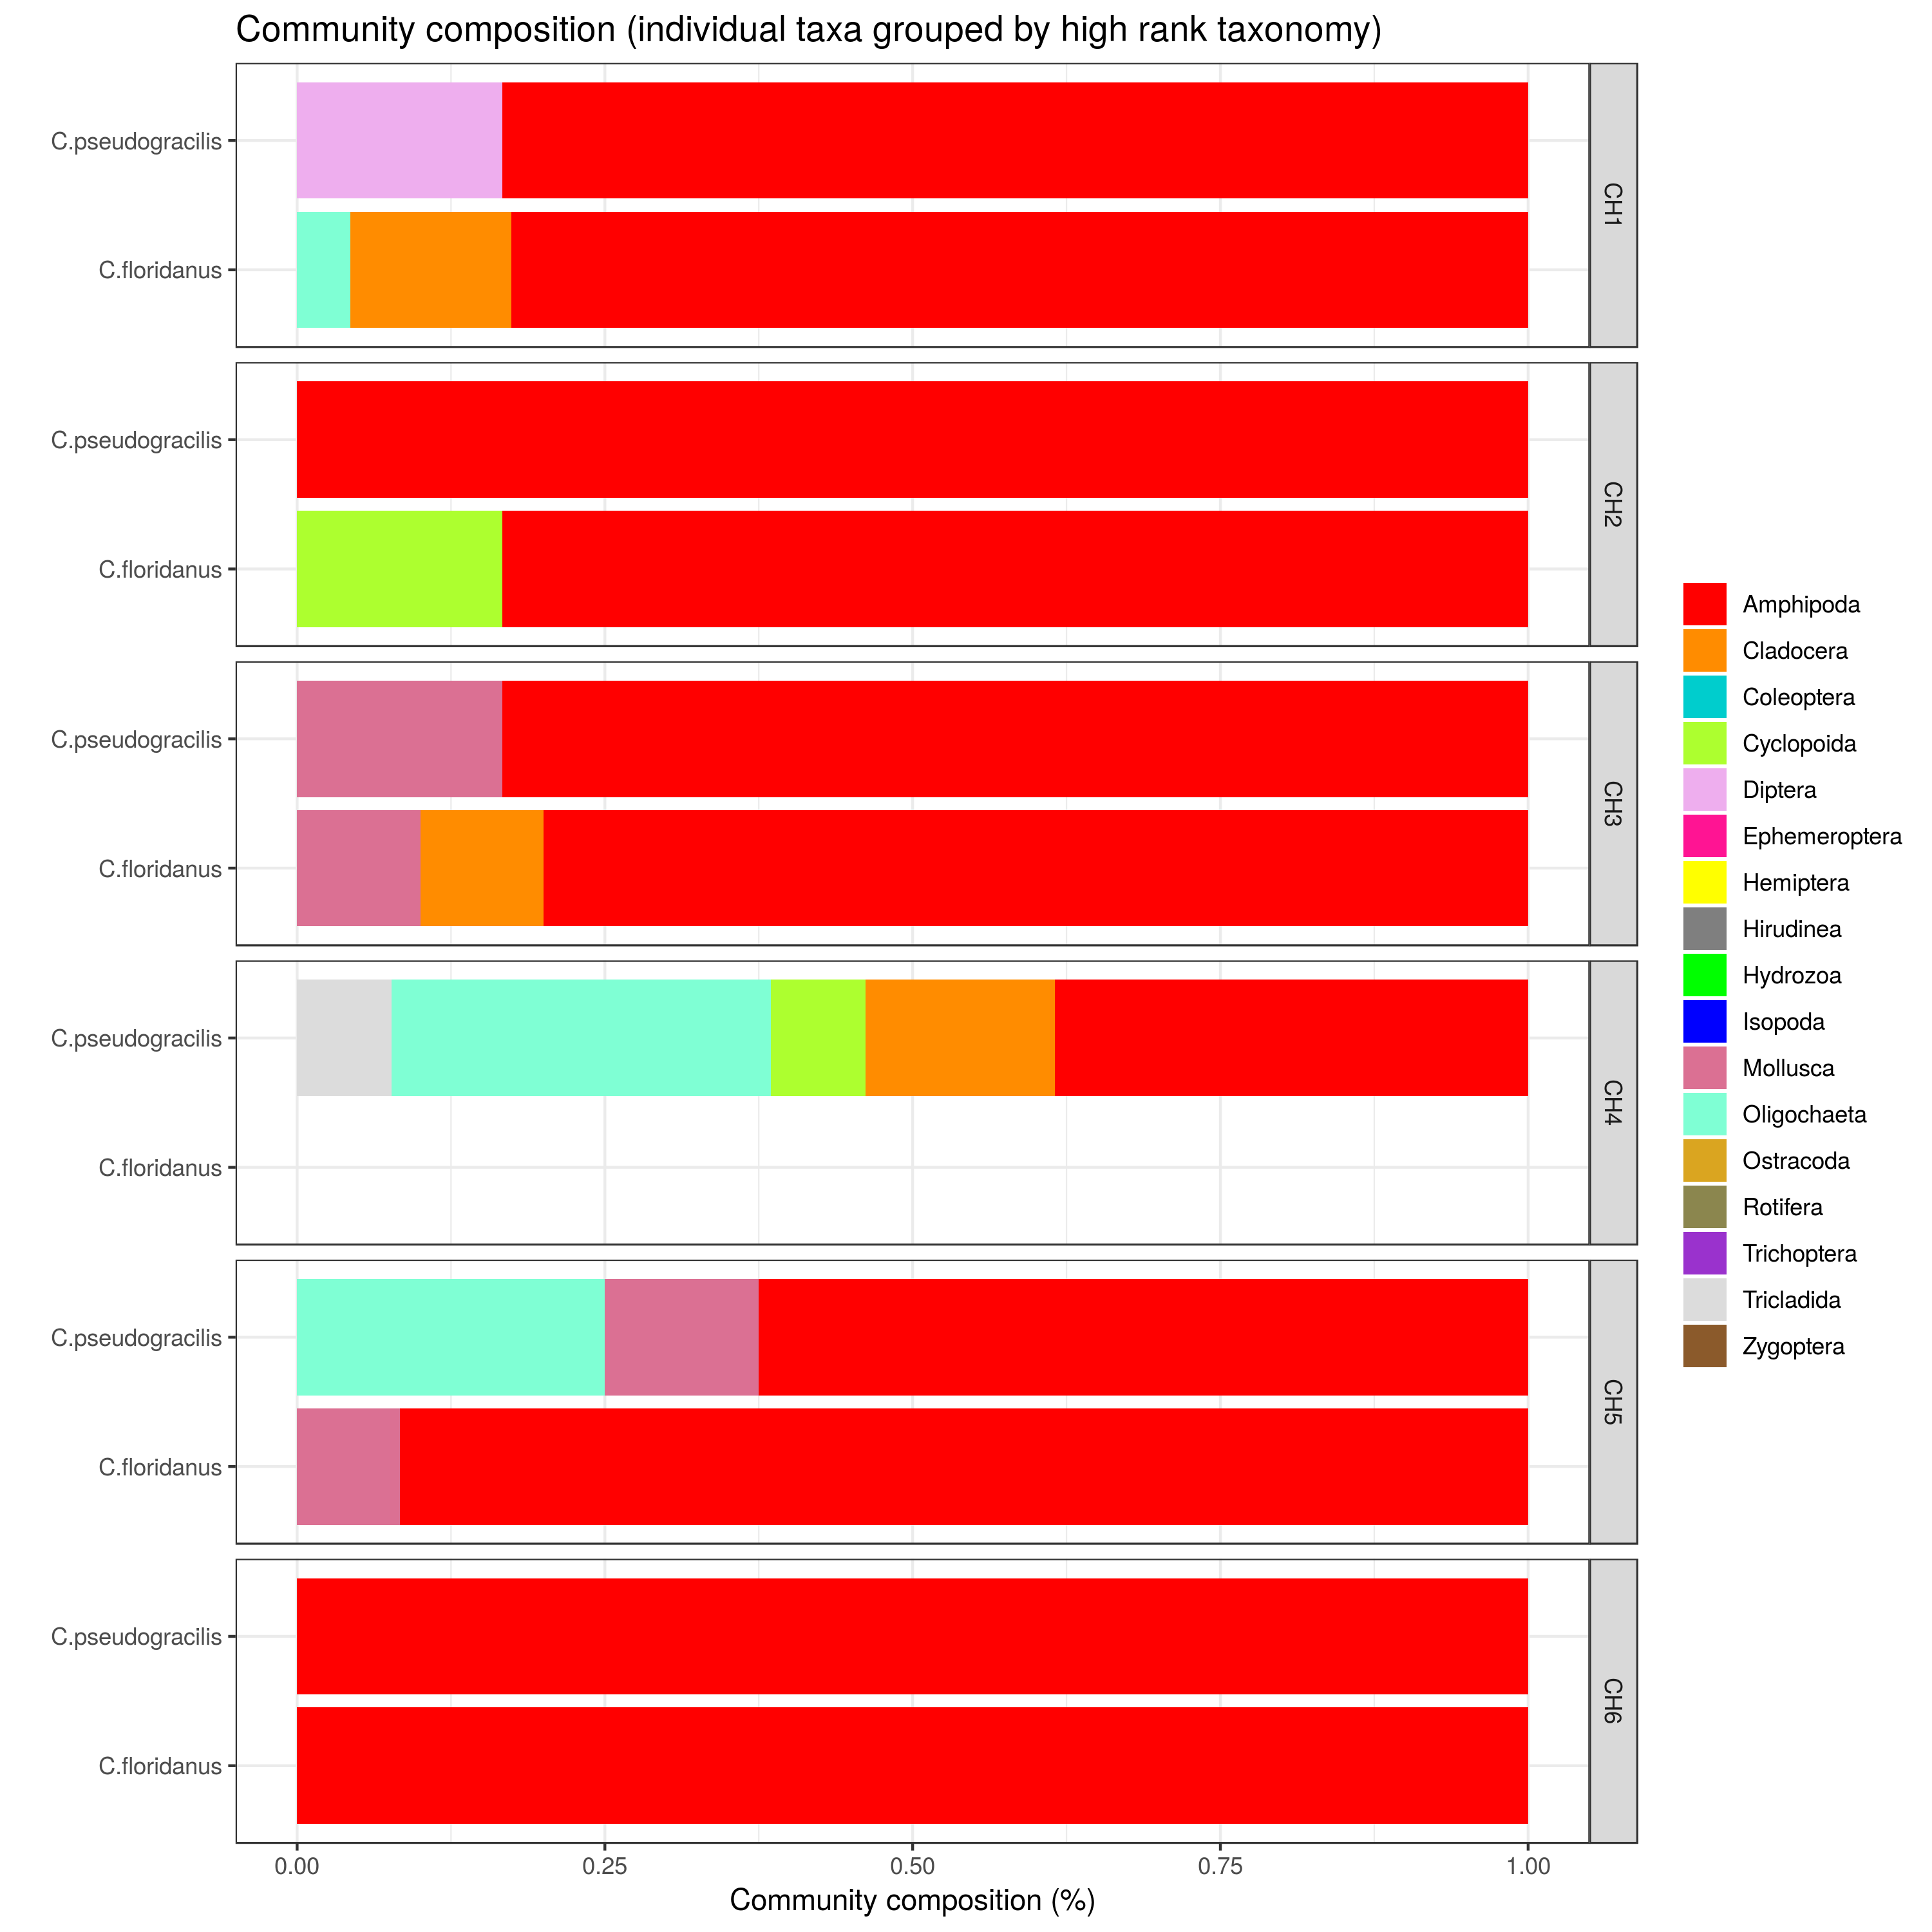 Community composition (individual taxa grouped by high rank taxonomy)
C.pseudogracilis
C.floridanus
CH1
C.pseudogracilis
C.floridanus
CH2
C.pseudogracilis
C.floridanus
CH3
C.pseudogracilis
C.floridanus
CH4
C.pseudogracilis
C.floridanus
CH5
C.pseudogracilis
C.floridanus
CH6
0.00 0.25 0.50 0.75 1.00
Community composition (%)
Amphipoda
Cladocera
Coleoptera
Cyclopoida
Diptera
Ephemeroptera
Hemiptera
Hirudinea
Hydrozoa
Isopoda
Mollusca
Oligochaeta
Ostracoda
Rotifera
Trichoptera
Tricladida
Zygoptera